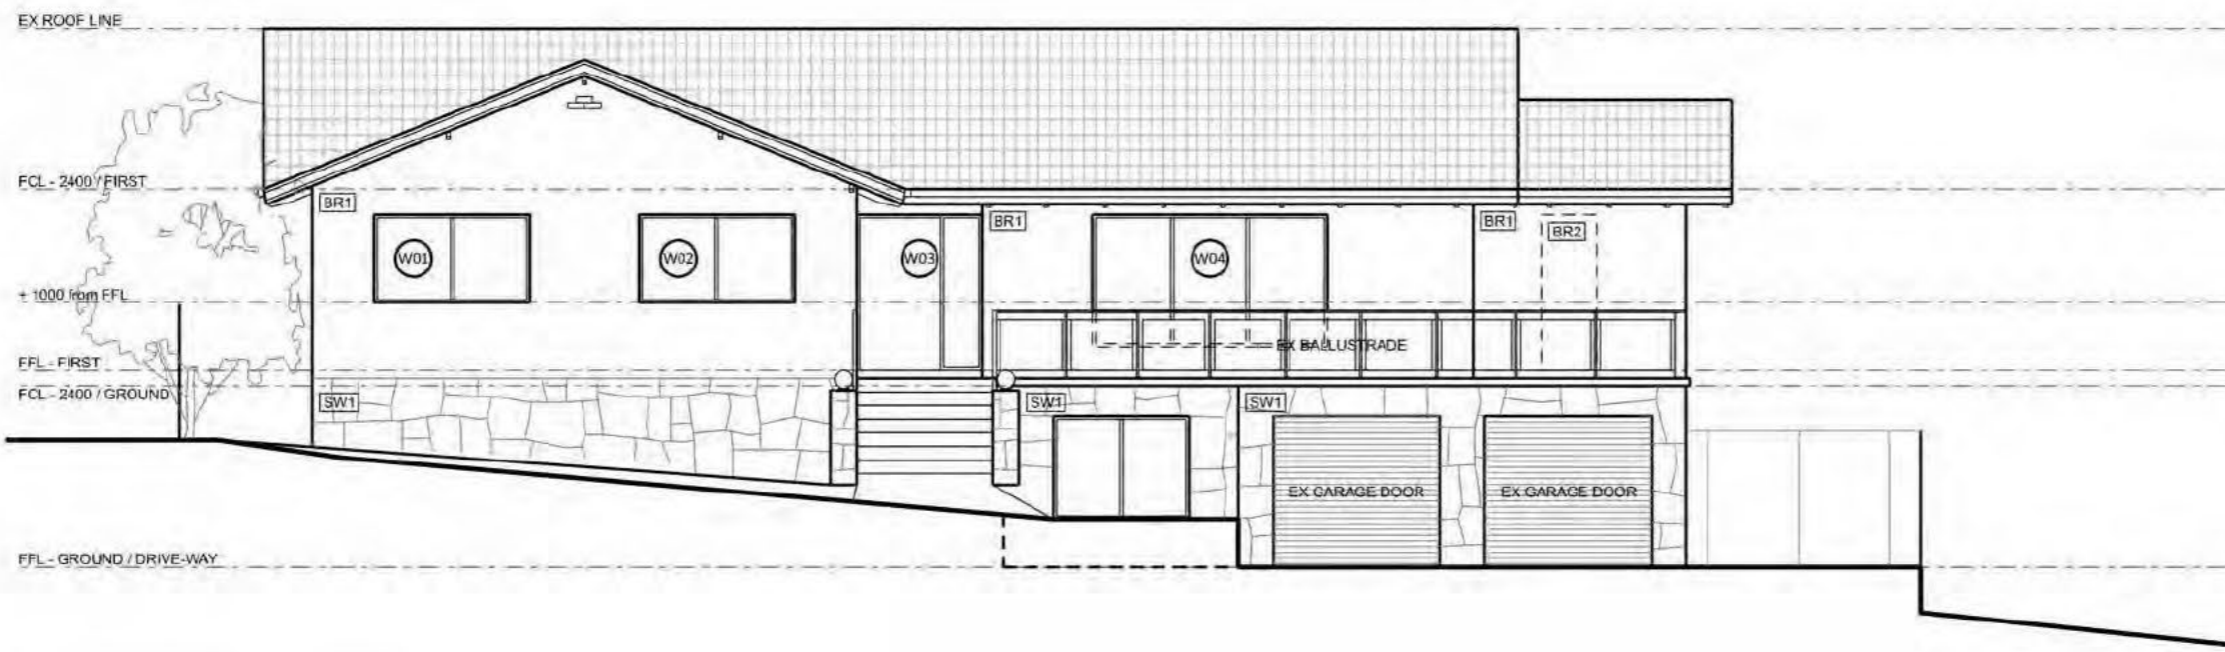 EX ROOF LINE
FCL - 2400 / FIRST
BR1
BR1
BR1
BR2
W01
W02
W03
W04
+ 1000 from FFL
EX BALLUSTRADE
FFL - FIRST
FCL - 2400 / GROUND
SW1
SW1
SW1
EX GARAGE DOOR
EX GARAGE DOOR
FFL - GROUND / DRIVE-WAY